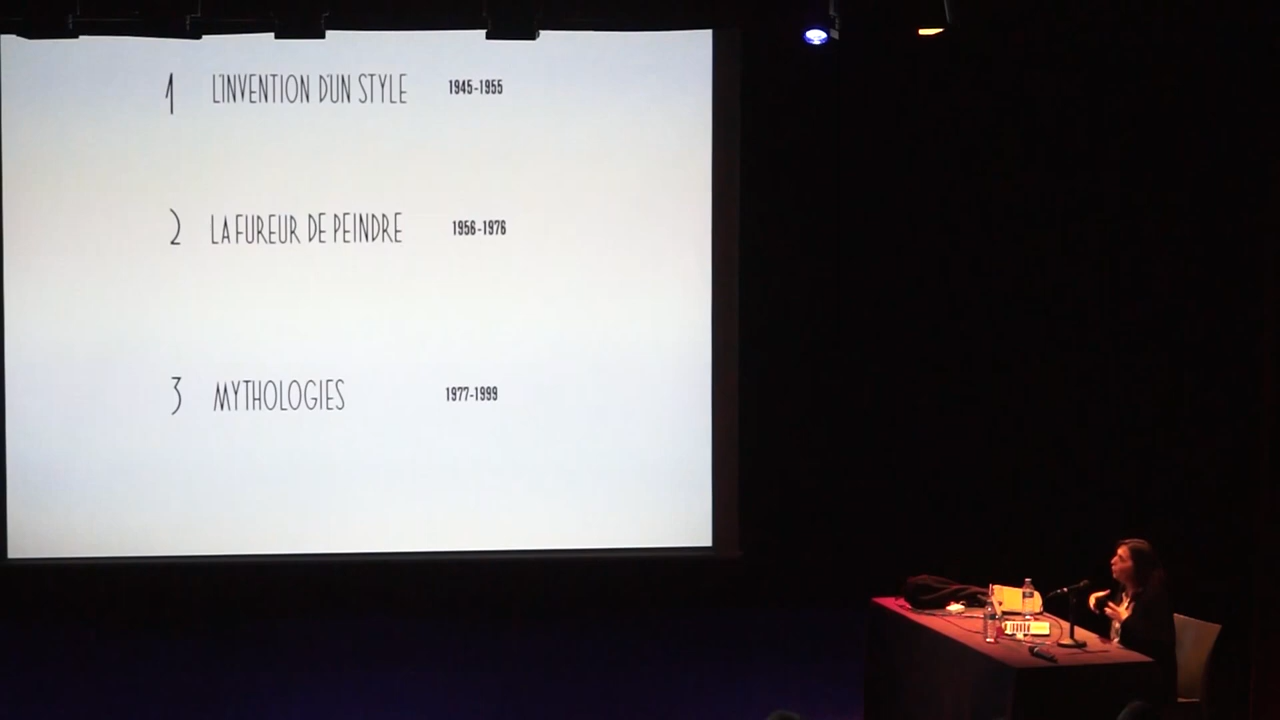 1 L'INVENTION D'UN STYLE 1945-1955
2 LA FUREUR DE PEINDRE 1956-1976
3 MYTHOLOGIES 1977-1999